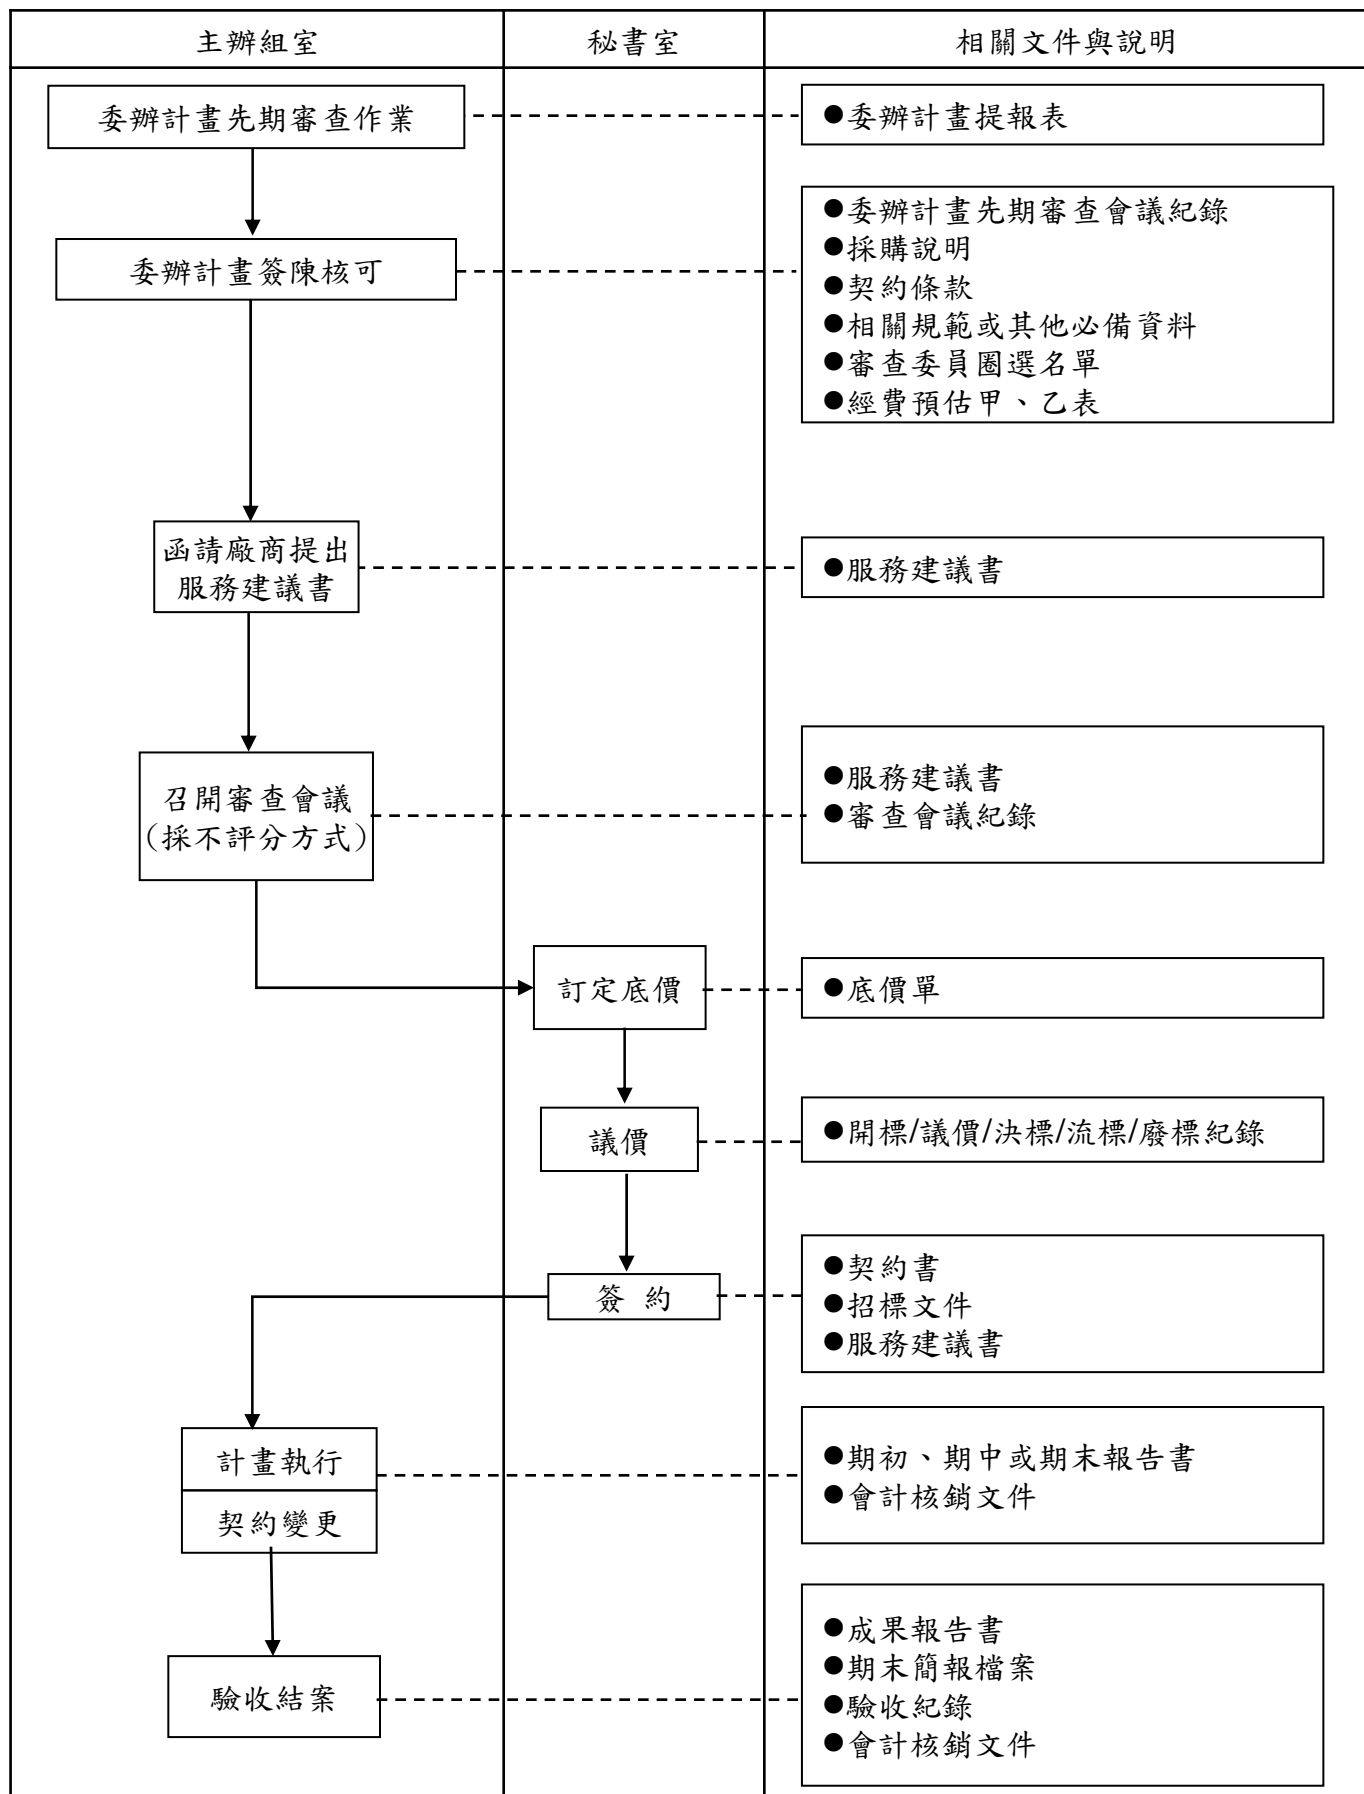 主辦組室
秘書室
相關文件與說明
委辦計畫先期審查作業
●委辦計畫提報表
委辦計畫簽陳核可
●委辦計畫先期審查會議紀錄
●採購說明
●契約條款
●相關規範或其他必備資料
●審查委員圈選名單
●經費預估甲、乙表
函請廠商提出
服務建議書
●服務建議書
召開審查會議
(採不評分方式)
●服務建議書
●審查會議紀錄
訂定底價
●底價單
議價
●開標/議價/決標/流標/廢標紀錄
簽 約
●契約書
●招標文件
●服務建議書
計畫執行
契約變更
●期初、期中或期末報告書
●會計核銷文件
驗收結案
●成果報告書
●期末簡報檔案
●驗收紀錄
●會計核銷文件